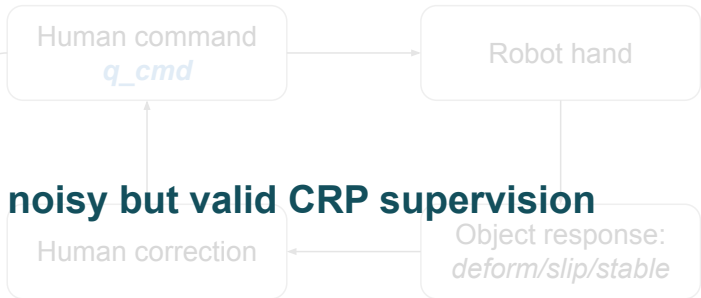 Human command
q_cmd
Robot hand
noisy but valid CRP supervision
Human correction
Object response:
deform/slip/stable